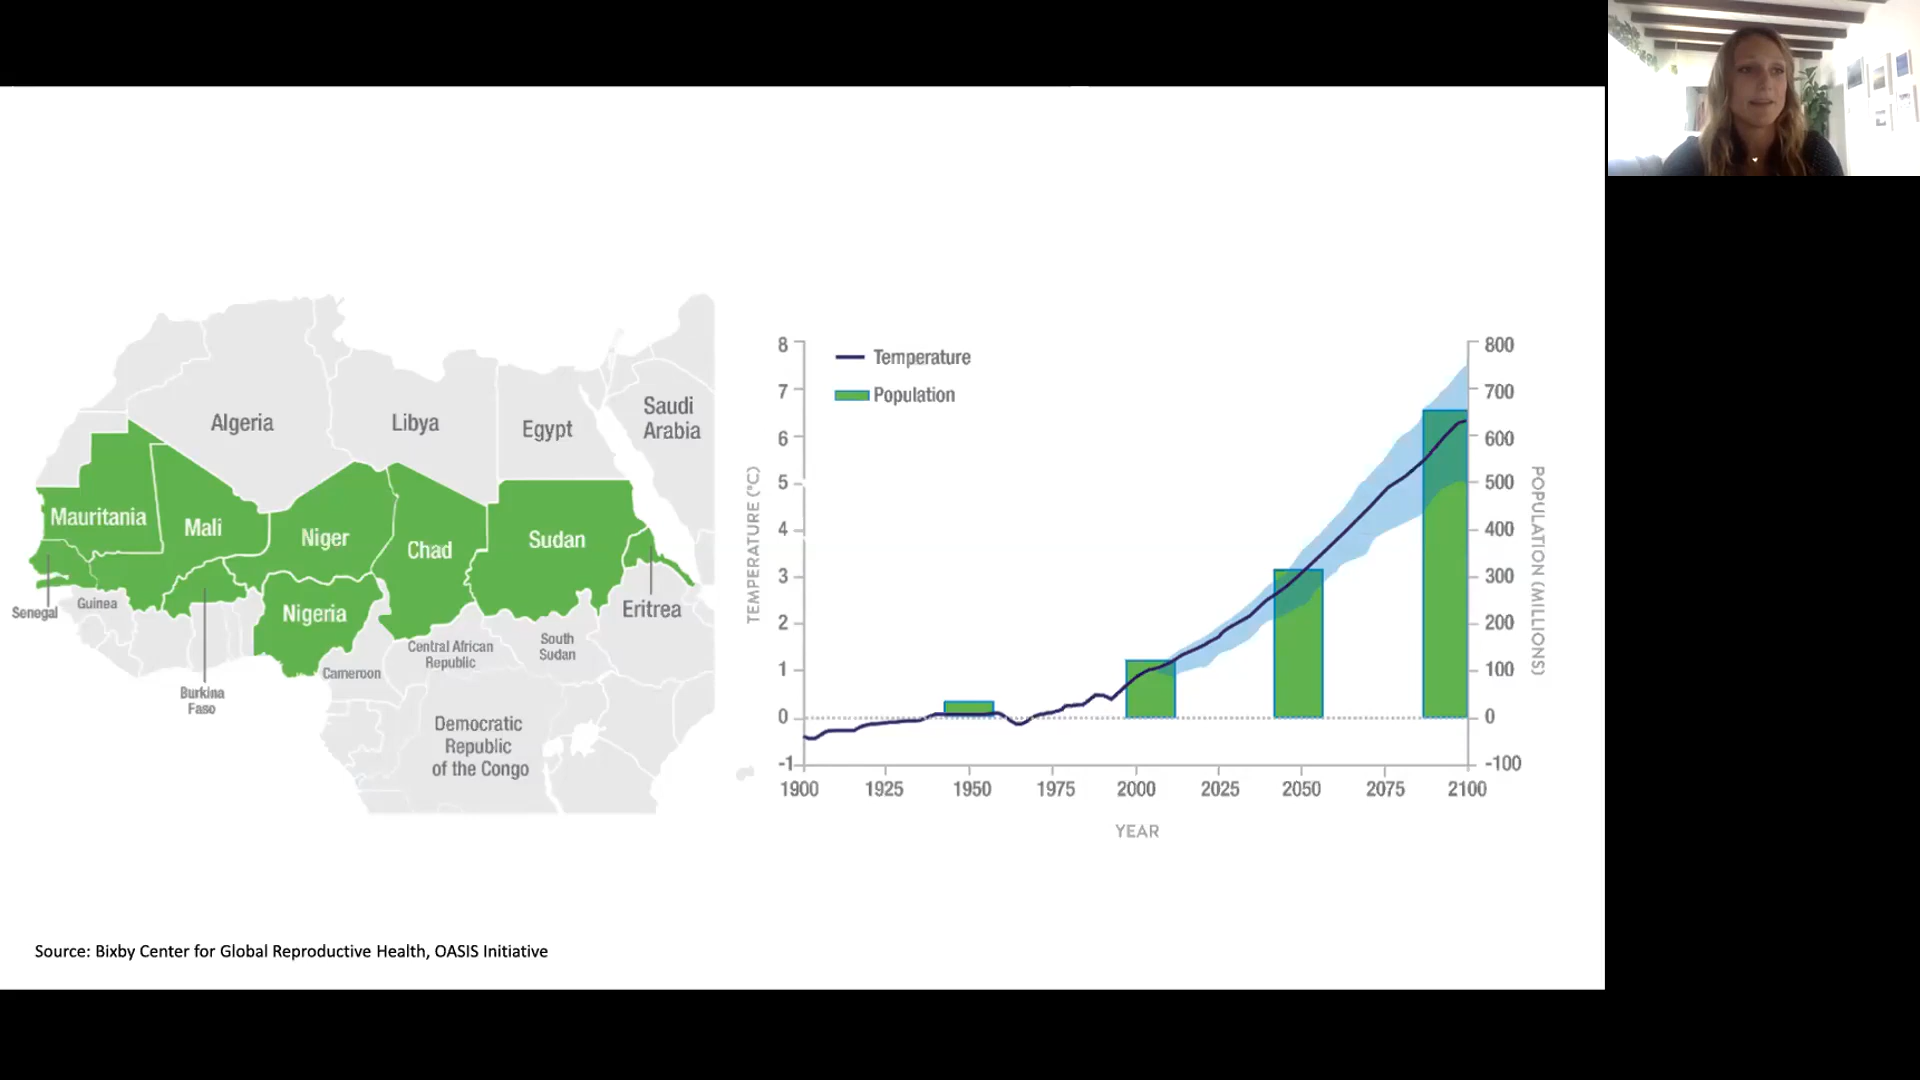 Algeria
Libya
Egypt
Saudi
Arabia
Mauritania
Mali
Niger
Chad
Sudan
Senegal
Guinea
Nigeria
Eritrea
Burkina
Faso
Cameroon
Central African
Republic
South
Sudan
Democratic
Republic
of the Congo
Temperature
Population
TEMPERATURE (°C)
8
7
6
5
4
3
2
1
0
-1
800
700
600
500
400
300
200
100
0
-100
POPULATION (MILLIONS)
1900 1925 1950 1975 2000 2025 2050 2075 2100
YEAR
Source: Bixby Center for Global Reproductive Health, OASIS Initiative